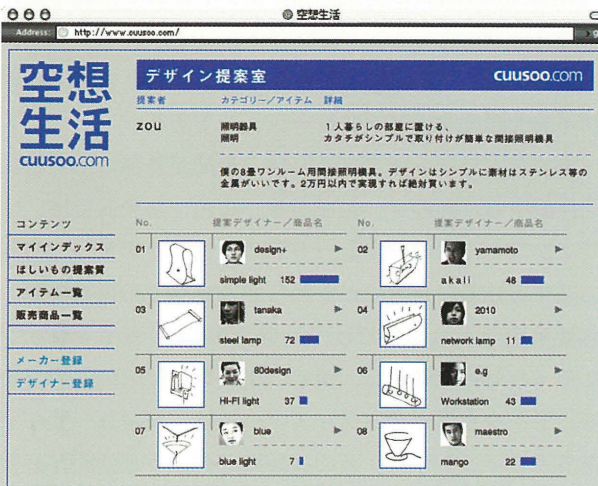 空想生活
Address: http://www.cuusoo.com/
空想
生活
cuusoo.com
デザイン提案室 cuusoo.com
提案者 カテゴリー／アイテム 詳細
zou 照明器具 1人暮らしの部屋に置ける、
照明 カタチがシンプルで取り付けが簡単な間接照明機具
僕の8畳ワンルーム用間接照明機具。デザインはシンプルに素材はステンレス等の
金属がいいです。2万円以内で実現すれば絶対買います。
コンテンツ
マイインデックス
ほしいもの提案質
アイテム一覧
販売商品一覧
メーカー登録
デザイナー登録
No. 提案デザイナー／商品名 No. 提案デザイナー／商品名
01 design+
simple light 152
02 yamamoto
akali 48
03 tanaka
steel lamp 72
04 2010
network lamp 11
05 80design
HI-FI light 37
06 e.g
Workstation 43
07 blue
blue light 7
08 maestro
mango 22